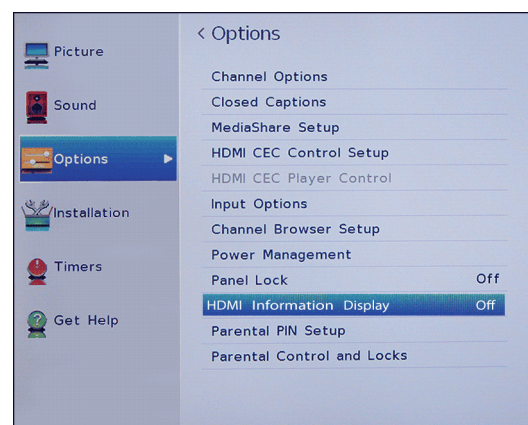 Picture
Sound
Options
Installation
Timers
Get Help
< Options
Channel Options
Closed Captions
MediaShare Setup
HDMI CEC Control Setup
HDMI CEC Player Control
Input Options
Channel Browser Setup
Power Management
Panel Lock Off
HDMI Information Display Off
Parental PIN Setup
Parental Control and Locks